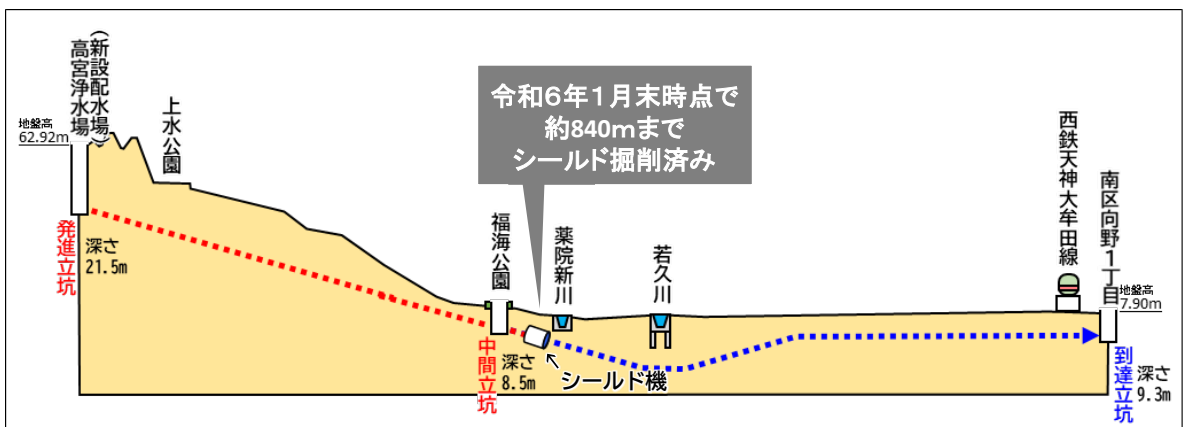 高宮浄水場
(新設配水場)
地盤高
62.92m
上水公園
発進立坑
深さ
21.5m
令和6年1月末時点で
約840mまで
シールド掘削済み
福海公園
中間立坑
深さ
8.5m
シールド機
薬院新川
若久川
西鉄天神大牟田線
南区向野1丁目
地盤高
7.90m
到達立坑
深さ
9.3m